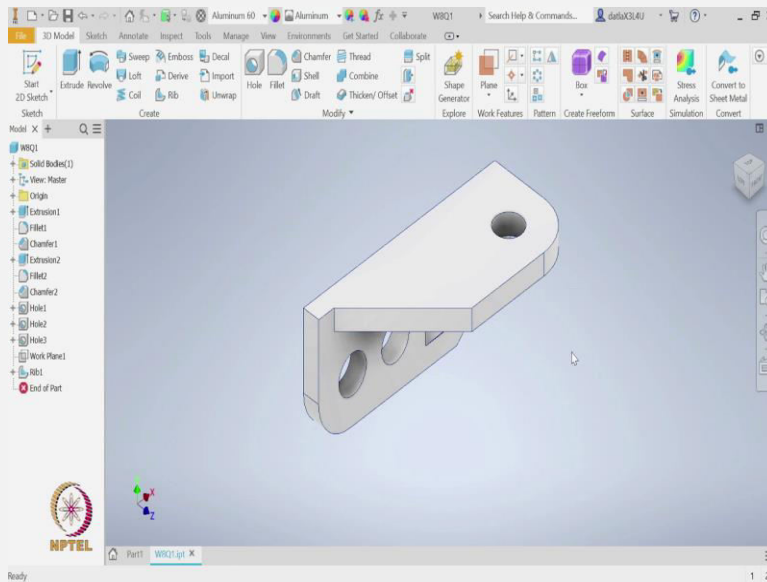 Aluminum 60 Aluminum W8Q1 Search Help & Commands... datlaX3L4U
File 3D Model Sketch Annotate Inspect Tools Manage View Environments Get Started Collaborate
Start 2D Sketch Extrude Revolve Sweep Emboss Decal Loft Derive Import Coil Rib Unwrap Hole Fillet Chamfer Thread Split Shell Combine Draft Thicken/ Offset Shape Generator Plane Box Stress Analysis Convert to Sheet Metal
Sketch Create Modify Explore Work Features Pattern Create Freeform Surface Simulation Convert
Model
W8Q1
Solid Bodies(1)
View: Master
Origin
Extrusion1
Fillet1
Chamfer1
Extrusion2
Fillet2
Chamfer2
Hole1
Hole2
Hole3
Work Plane1
Rib1
End of Part
Y
X
Z
NPTEL
Part1 W8Q1.ipt
Ready 1